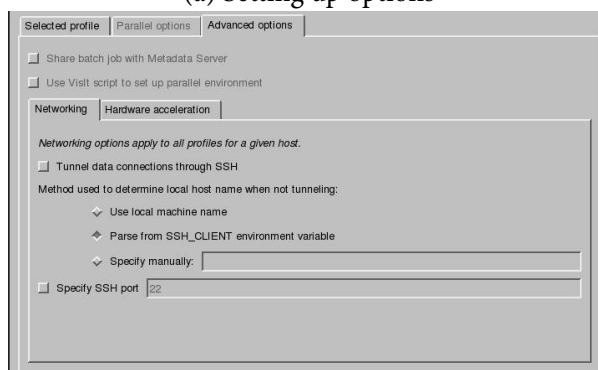 (a) Setting up options
Selected profile Parallel options Advanced options
Share batch job with Metadata Server
Use VisIt script to set up parallel environment
Networking Hardware acceleration
Networking options apply to all profiles for a given host.
Tunnel data connections through SSH
Method used to determine local host name when not tunneling:
Use local machine name
Parse from SSH_CLIENT environment variable
Specify manually:
Specify SSH port 22